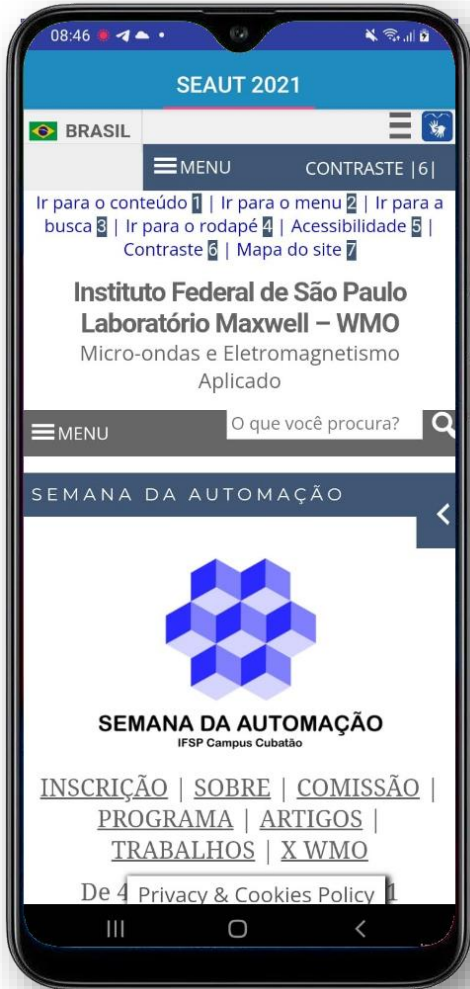 08:46
SEAUT 2021
BRASIL
MENU CONTRASTE |6|
Ir para o conteúdo 1 | Ir para o menu 2 | Ir para a
busca 3 | Ir para o rodapé 4 | Acessibilidade 5 |
Contraste 6 | Mapa do site 7
Instituto Federal de São Paulo
Laboratório Maxwell – WMO
Micro-ondas e Eletromagnetismo
Aplicado
MENU O que você procura?
SEMANA DA AUTOMAÇÃO
SEMANA DA AUTOMAÇÃO
IFSP Campus Cubatão
INSCRIÇÃO | SOBRE | COMISSÃO |
PROGRAMA | ARTIGOS |
TRABALHOS | X WMO
De 4 Privacy & Cookies Policy 1